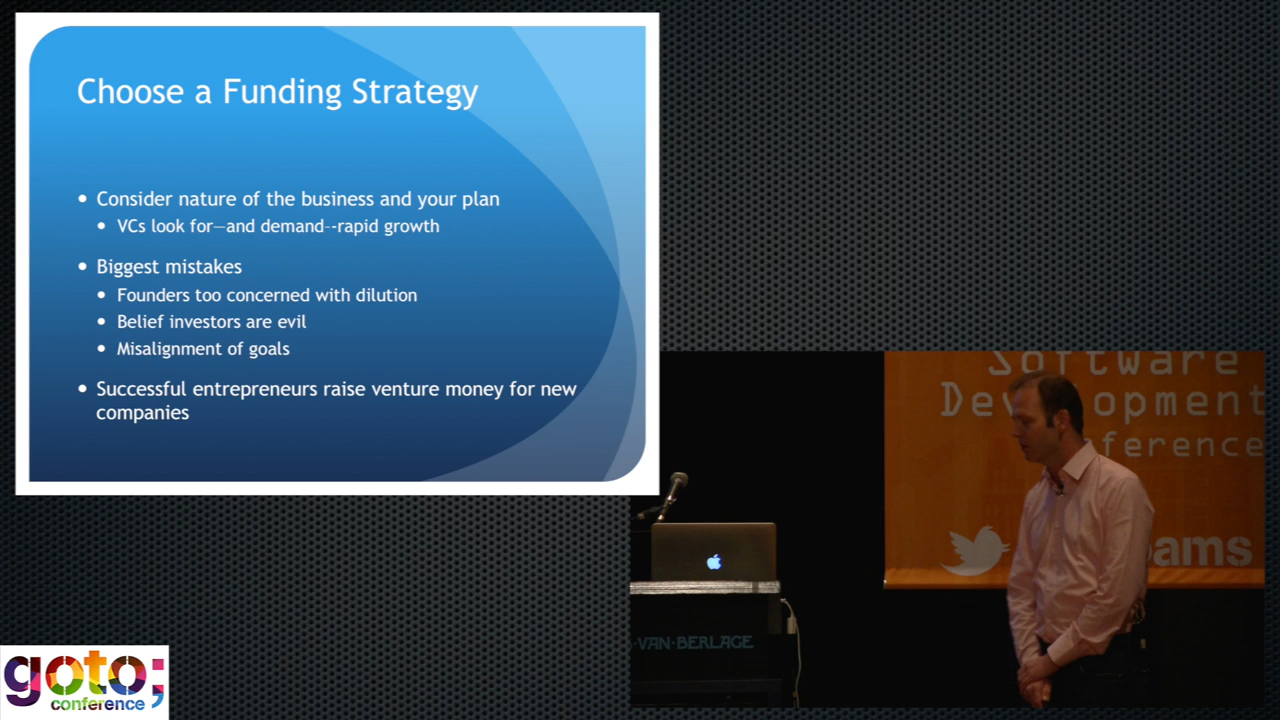 Choose a Funding Strategy
• Consider nature of the business and your plan
• VCs look for—and demand--rapid growth
• Biggest mistakes
• Founders too concerned with dilution
• Belief investors are evil
• Misalignment of goals
• Successful entrepreneurs raise venture money for new
companies
Software
Development
ams
VAN·BERLAGE
goto;
conference